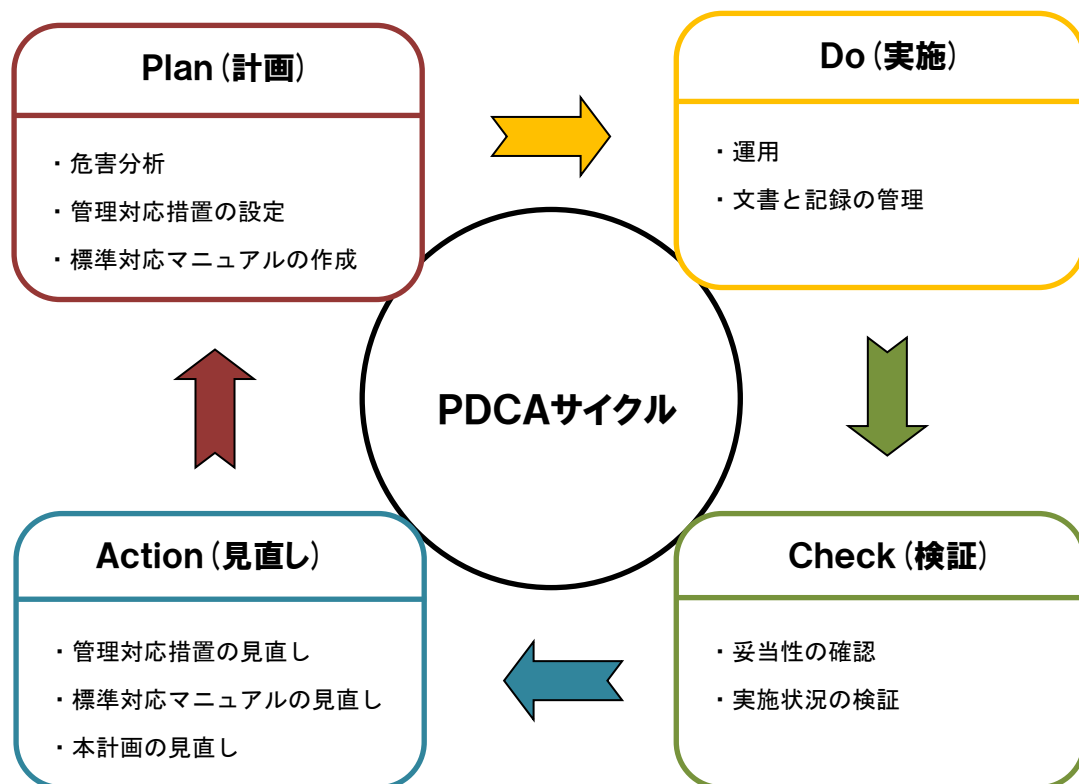 Plan（計画）
・危害分析
・管理対応措置の設定
・標準対応マニュアルの作成
Do（実施）
・運用
・文書と記録の管理
PDCAサイクル
Action（見直し）
・管理対応措置の見直し
・標準対応マニュアルの見直し
・本計画の見直し
Check（検証）
・妥当性の確認
・実施状況の検証